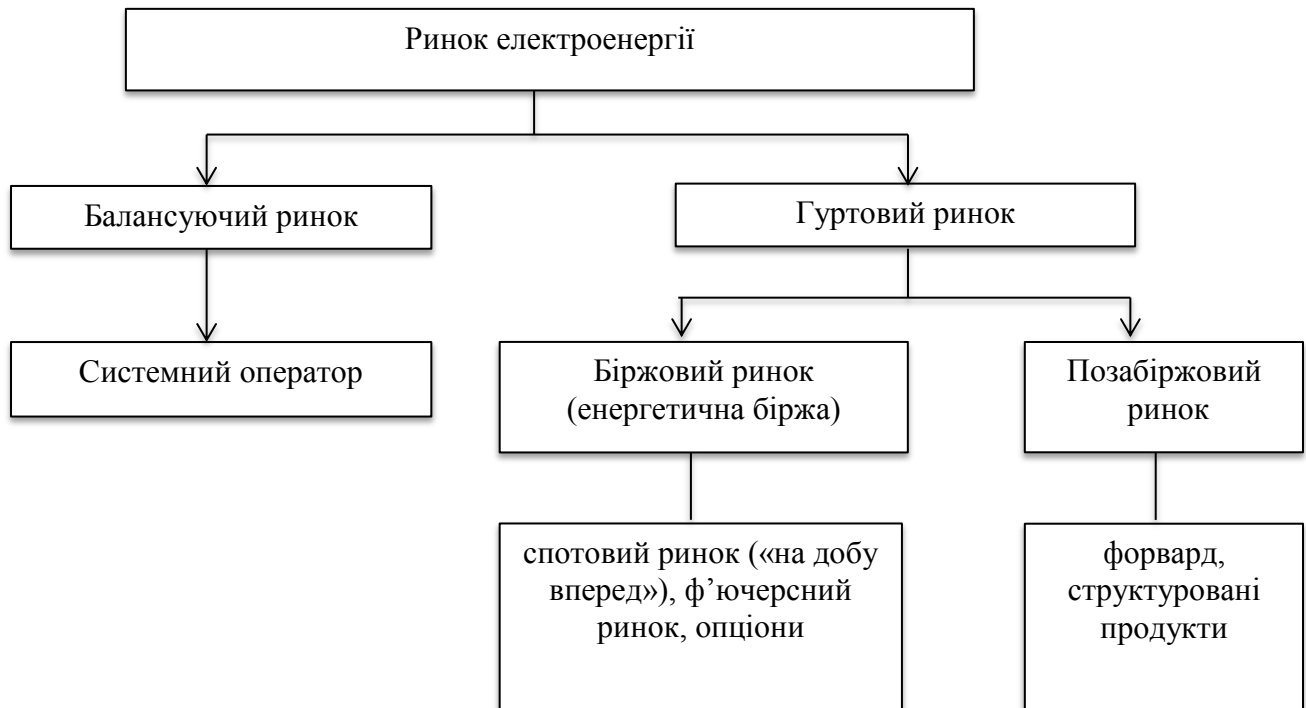 Ринок електроенергії
Балансуючий ринок
Гуртовий ринок
Системний оператор
Біржовий ринок
(енергетична біржа)
Позабіржовий
ринок
спотовий ринок («на добу
вперед»), ф’ючерсний
ринок, опціони
форвард,
структуровані
продукти